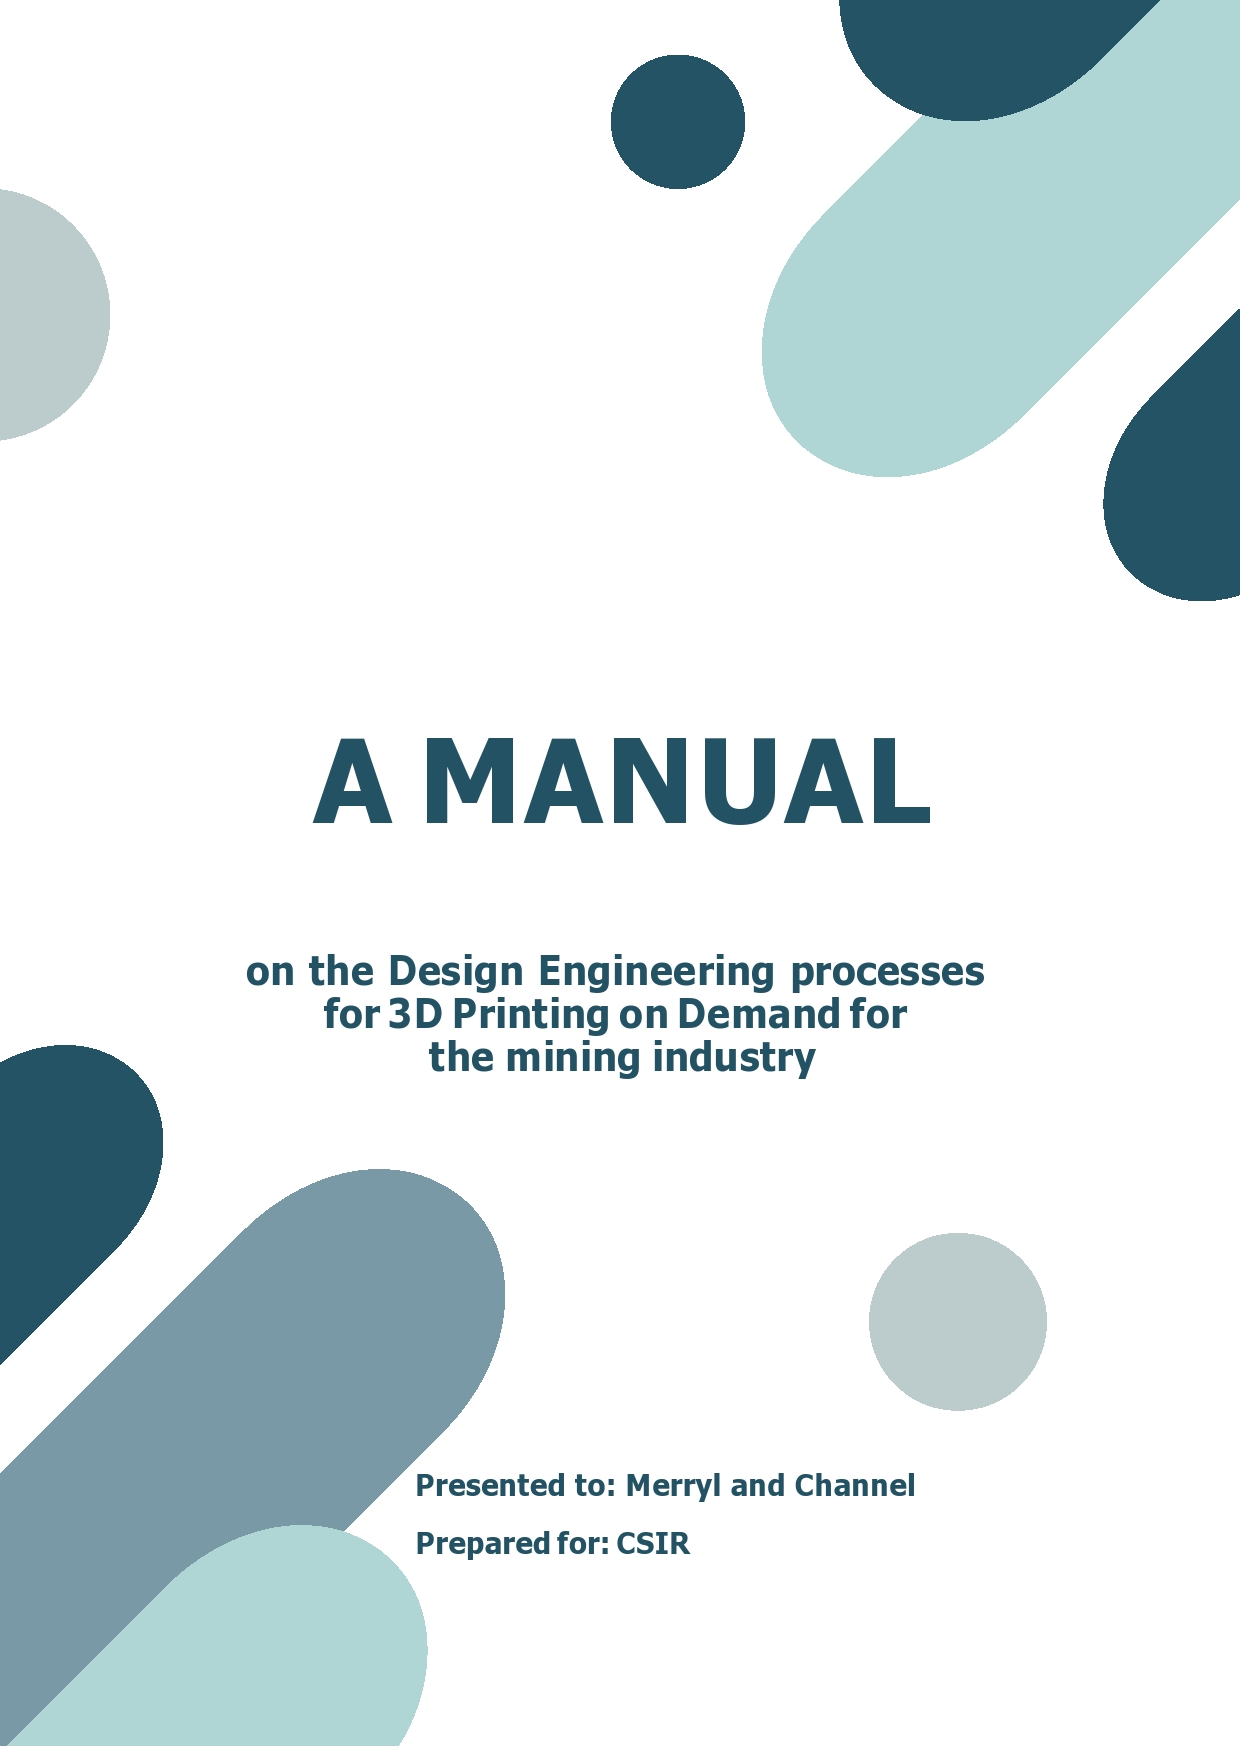 A MANUAL
on the Design Engineering processes
for 3D Printing on Demand for
the mining industry
Presented to: Merryl and Channel
Prepared for: CSIR